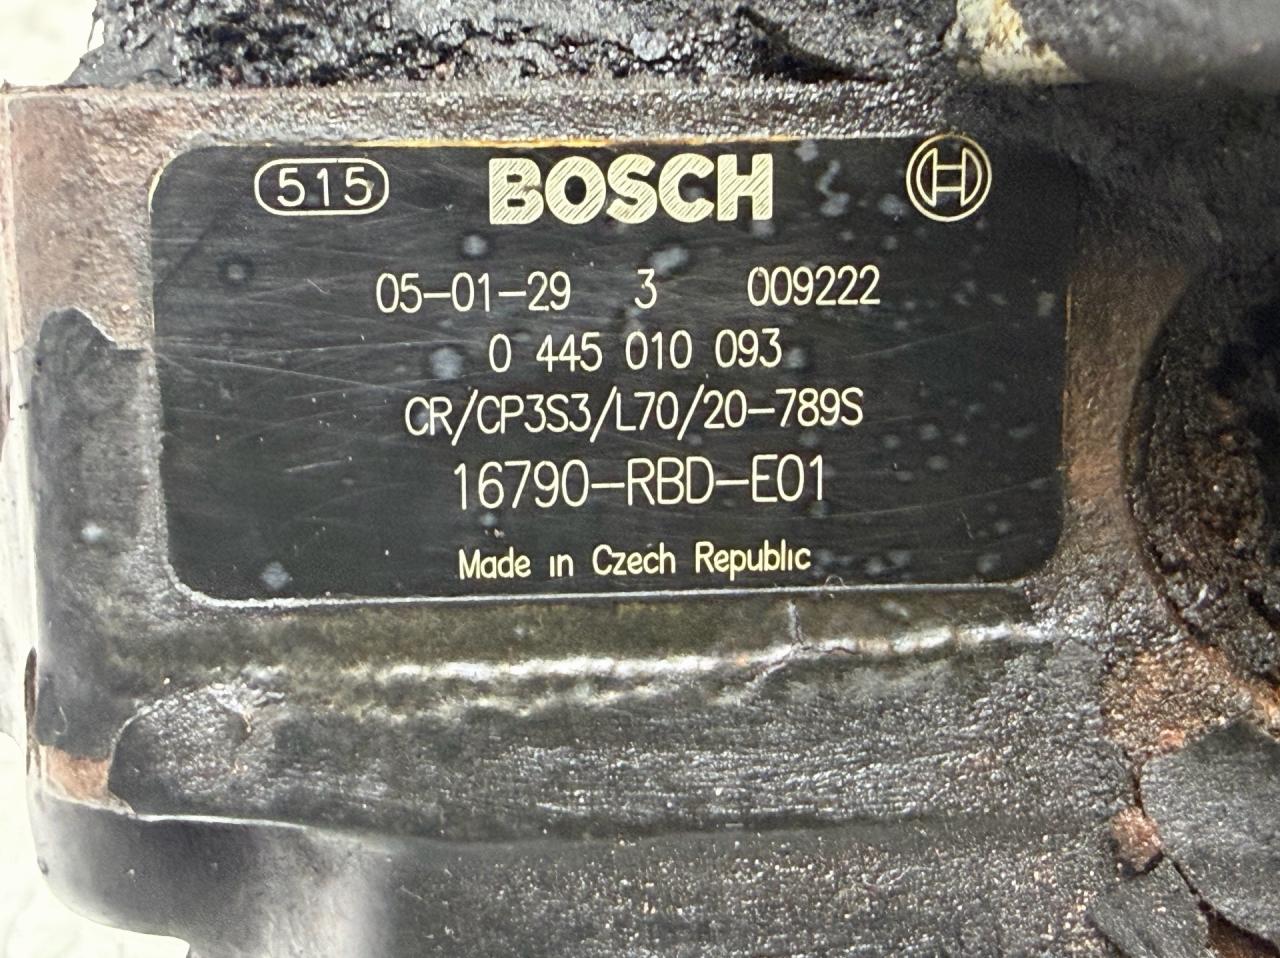 515 BOSCH
05-01-29 3 009222
0 445 010 093
CR/CP3S3/L70/20-789S
16790-RBD-E01
Made in Czech Republic